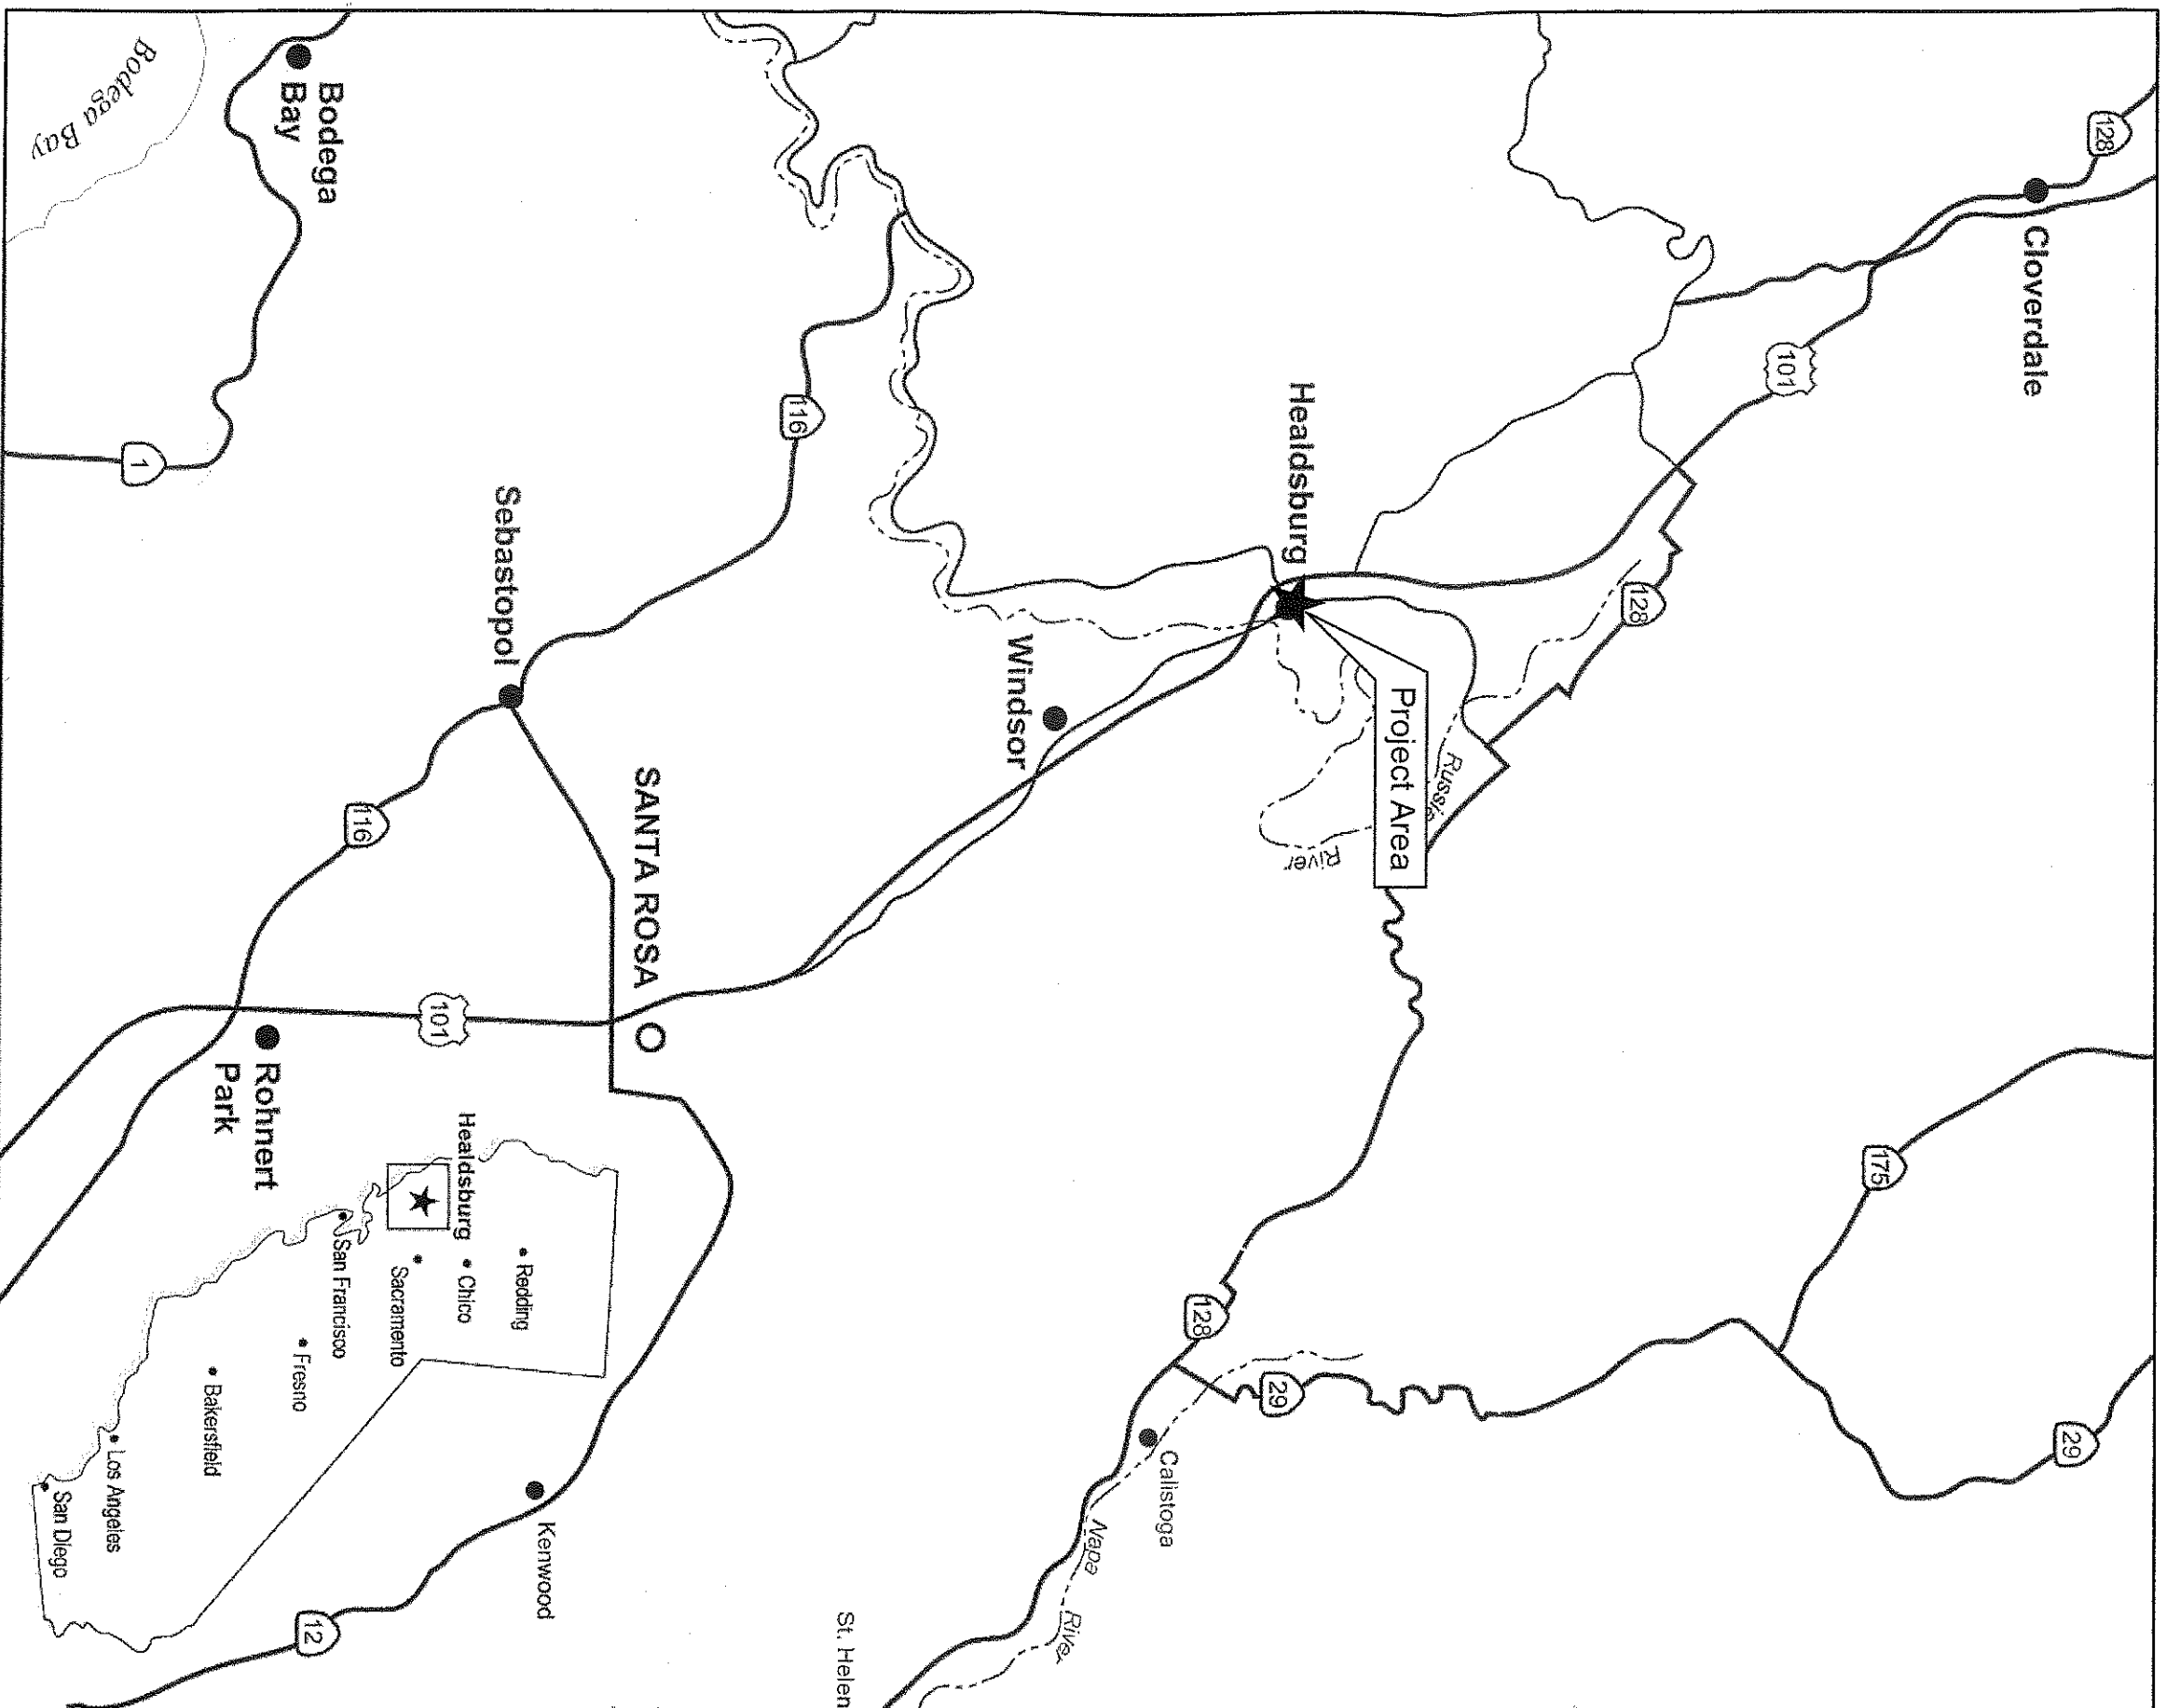 128
Cloverdale
101
Healdsburg
128
Project Area
Russian
River
Windsor
175
29
29
128
Calistoga
Napa
River
St. Helen
116
Bodega
Bay
Bodega Bay
1
Sebastopol
SANTA ROSA
116
101
Rohnert
Park
Kenwood
12
Healdsburg
Redding
Chico
Sacramento
San Francisco
Fresno
Bakersfield
Los Angeles
San Diego